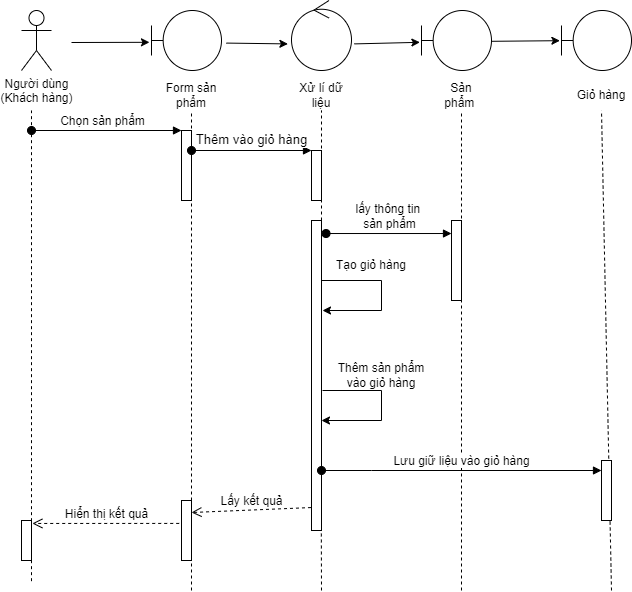 Người dùng
(Khách hàng)
Form sản
phẩm
Xử lí dữ
liệu
Sản
phẩm
Giỏ hàng
Chọn sản phẩm
Thêm vào giỏ hàng
lấy thông tin
sản phẩm
Tạo giỏ hàng
Thêm sản phẩm
vào giỏ hàng
Lưu giữ liệu vào giỏ hàng
Lấy kết quả
Hiển thị kết quả